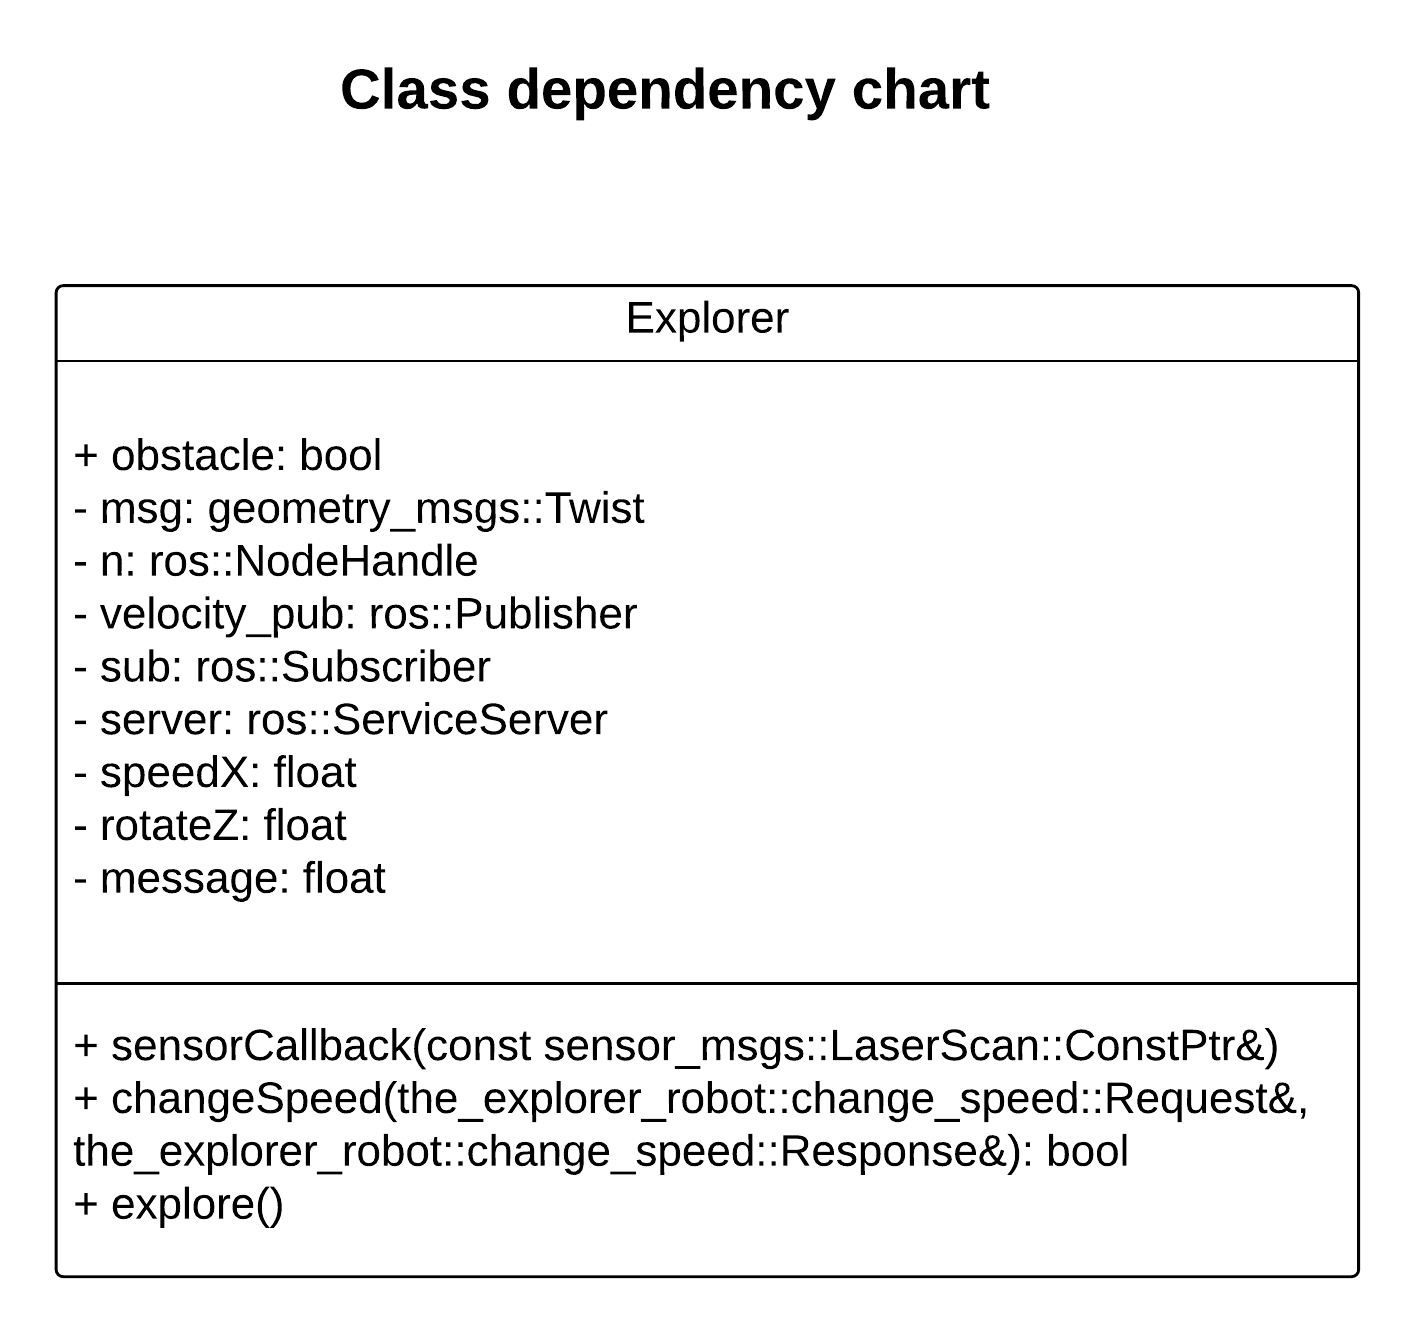 Class dependency chart
Explorer
+ obstacle: bool
- msg: geometry_msgs::Twist
- n: ros::NodeHandle
- velocity_pub: ros::Publisher
- sub: ros::Subscriber
- server: ros::ServiceServer
- speedX: float
- rotateZ: float
- message: float
+ sensorCallback(const sensor_msgs::LaserScan::ConstPtr&)
+ changeSpeed(the_explorer_robot::change_speed::Request&,
the_explorer_robot::change_speed::Response&): bool
+ explore()